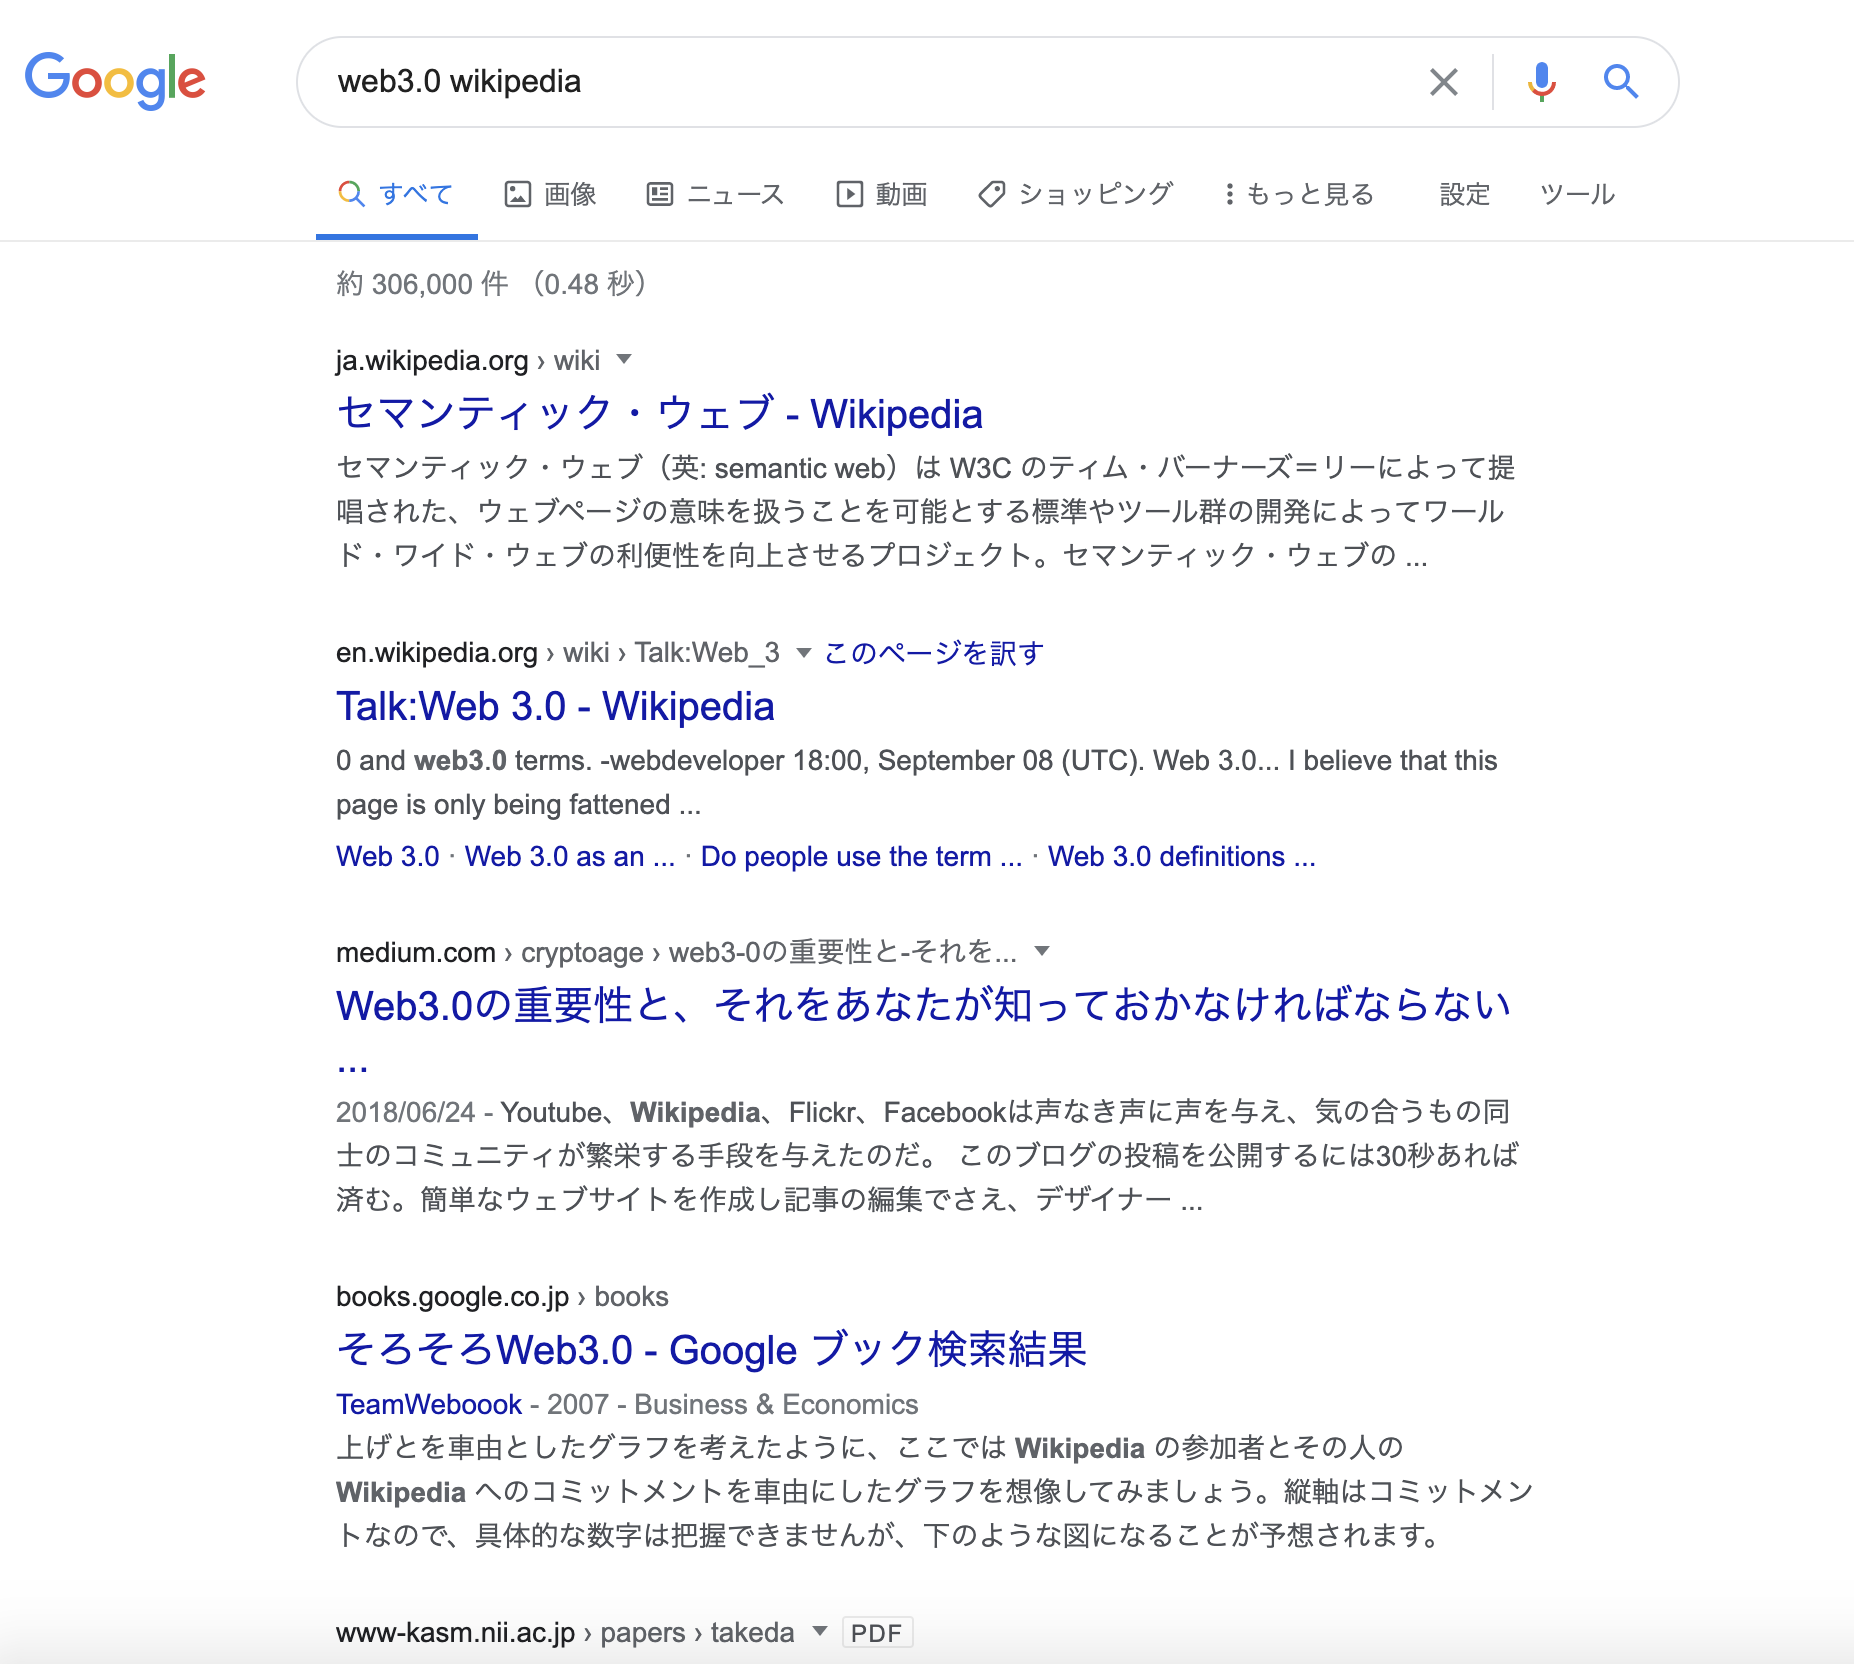 Google
web3.0 wikipedia
すべて 画像 ニュース 動画 ショッピング もっと見る 設定 ツール
約 306,000 件 （0.48 秒）
ja.wikipedia.org › wiki
セマンティック・ウェブ - Wikipedia
セマンティック・ウェブ（英: semantic web）は W3C のティム・バーナーズ＝リーによって提
唱された、ウェブページの意味を扱うことを可能とする標準やツール群の開発によってワール
ド・ワイド・ウェブの利便性を向上させるプロジェクト。セマンティック・ウェブの ...
en.wikipedia.org › wiki › Talk:Web_3 このページを訳す
Talk:Web 3.0 - Wikipedia
0 and web3.0 terms. -webdeveloper 18:00, September 08 (UTC). Web 3.0... I believe that this
page is only being fattened ...
Web 3.0 · Web 3.0 as an ... · Do people use the term ... · Web 3.0 definitions ...
medium.com › cryptoage › web3-0の重要性と-それを...
Web3.0の重要性と、それをあなたが知っておかなければならない
...
2018/06/24 - Youtube、Wikipedia、Flickr、Facebookは声なき声に声を与え、気の合うもの同
士のコミュニティが繁栄する手段を与えたのだ。 このブログの投稿を公開するには30秒あれば
済む。簡単なウェブサイトを作成し記事の編集でさえ、デザイナー ...
books.google.co.jp › books
そろそろWeb3.0 - Google ブック検索結果
TeamWeboook - 2007 - Business & Economics
上げとを車由としたグラフを考えたように、ここでは Wikipedia の参加者とその人の
Wikipedia へのコミットメントを車由にしたグラフを想像してみましょう。縦軸はコミットメン
トなので、具体的な数字は把握できませんが、下のような図になることが予想されます。
www-kasm.nii.ac.jp › papers › takeda PDF